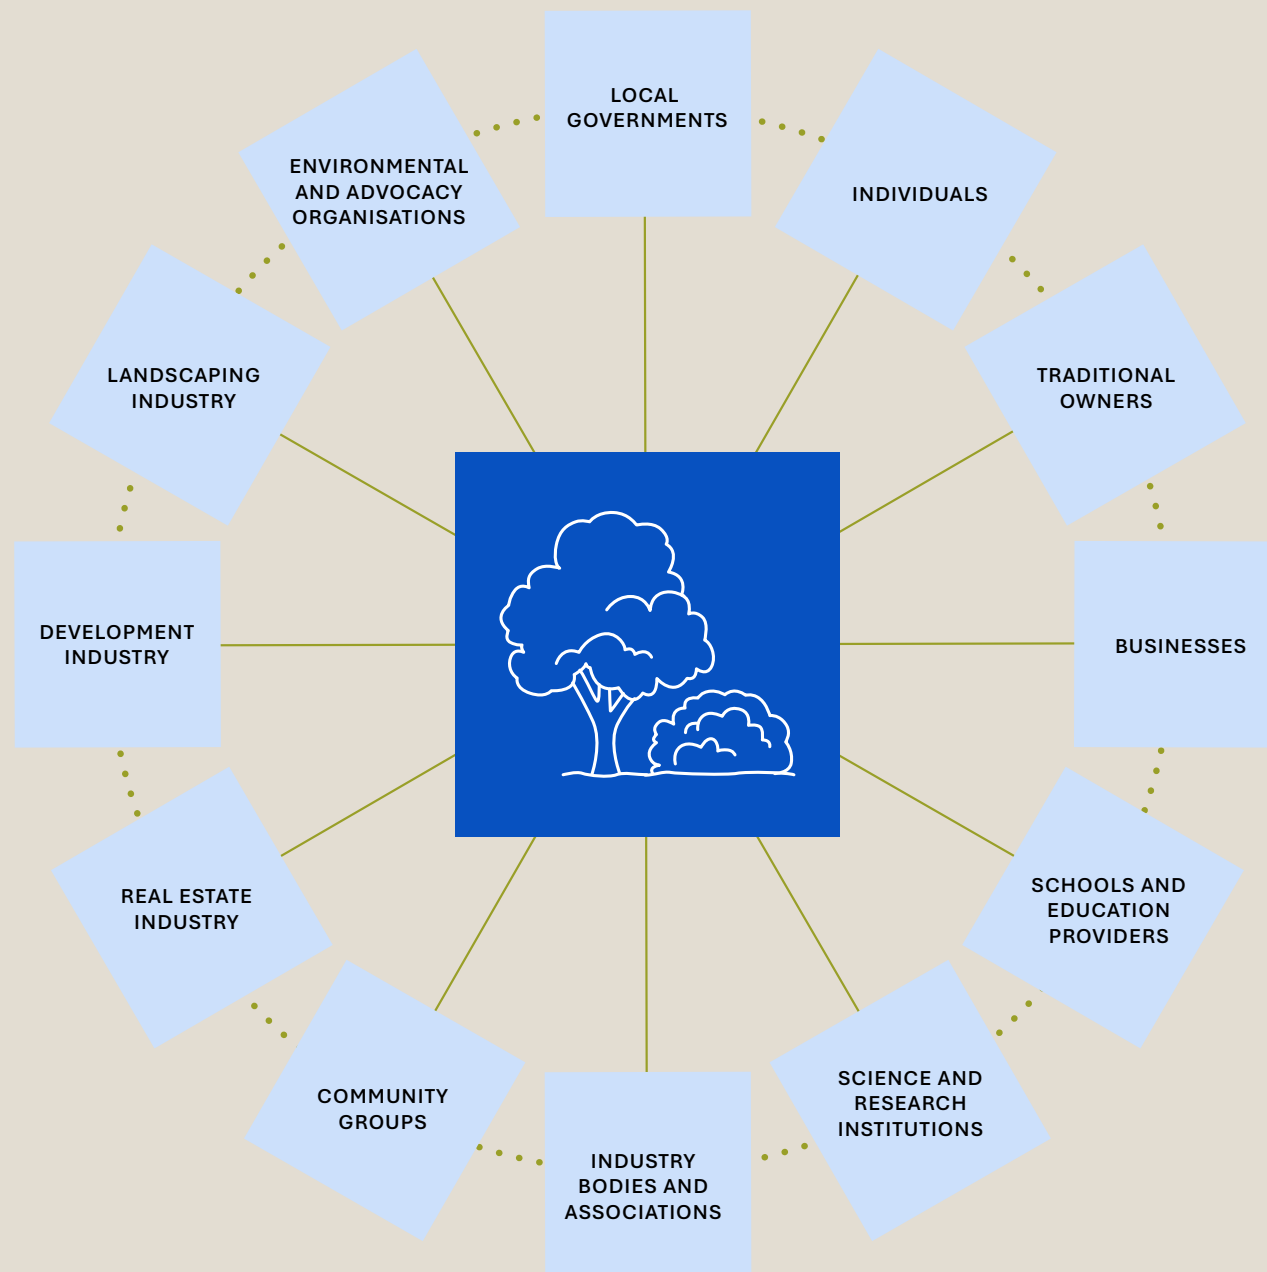 LOCAL
GOVERNMENTS
INDIVIDUALS
TRADITIONAL
OWNERS
BUSINESSES
SCHOOLS AND
EDUCATION
PROVIDERS
SCIENCE AND
RESEARCH
INSTITUTIONS
INDUSTRY
BODIES AND
ASSOCIATIONS
COMMUNITY
GROUPS
REAL ESTATE
INDUSTRY
DEVELOPMENT
INDUSTRY
LANDSCAPING
INDUSTRY
ENVIRONMENTAL
AND ADVOCACY
ORGANISATIONS